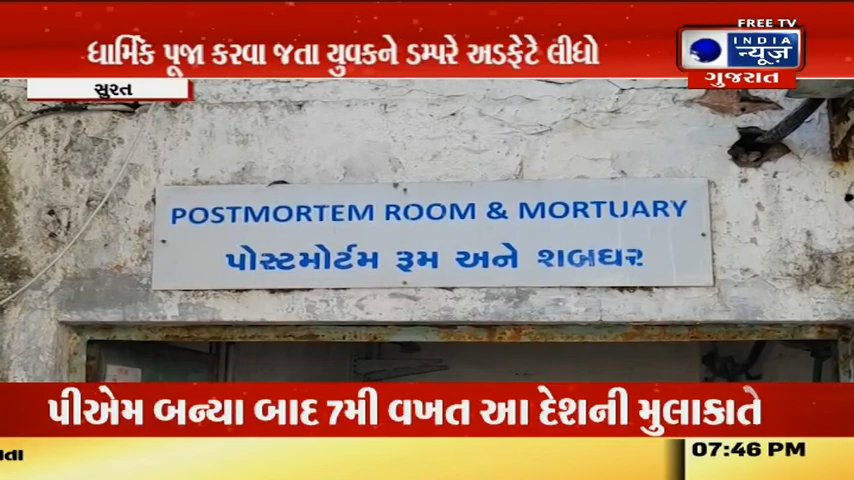 FREE TV
ધાર્મિક પૂજા કરવા જતા યુવકને ડમ્પરે અડફેટે લીધો
INDIA
न्यूज़
ગુજરાત
સુરત
POSTMORTEM ROOM & MORTUARY
પોસ્ટમોર્ટમ રૂમ અને શબઘર
પીએમ બન્યા બાદ 7મી વખત આ દેશની મુલાકાતે
07:46 PM